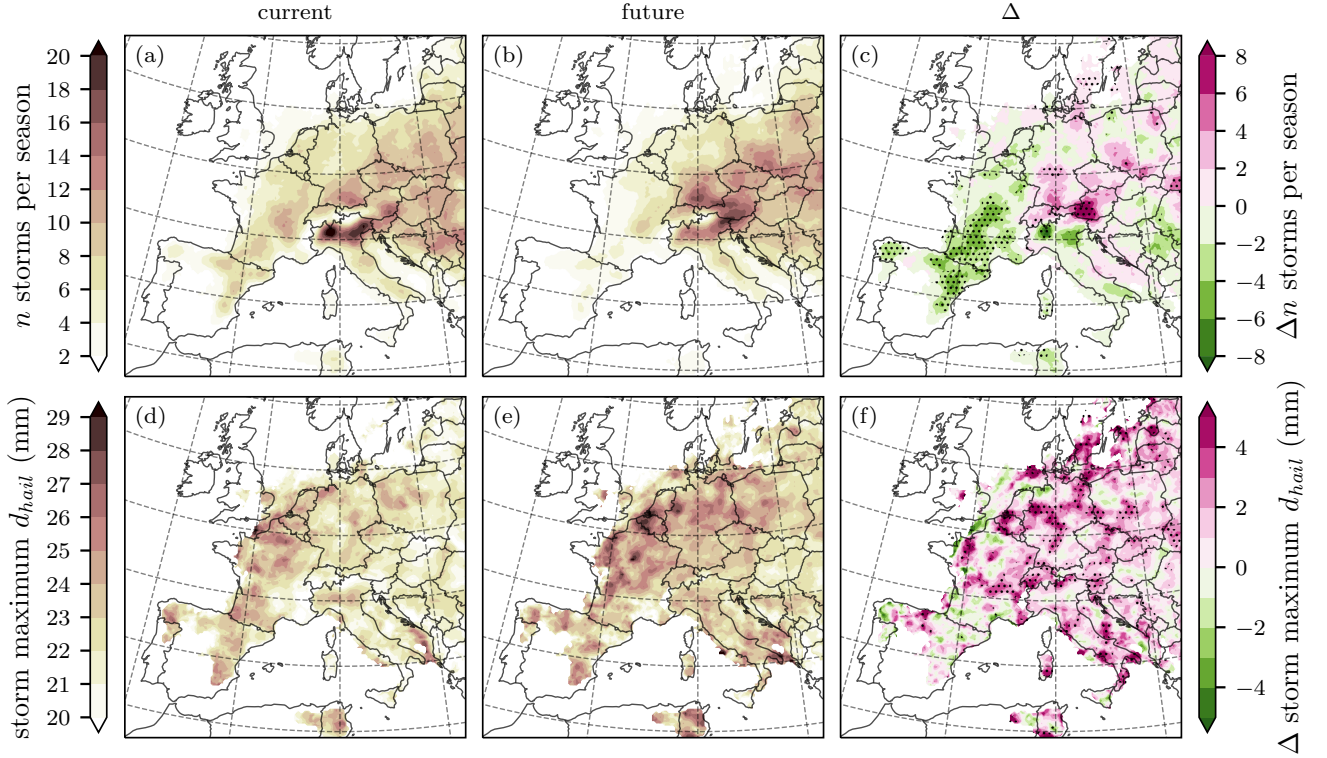 current
future
Δ
(a)
(b)
(c)
20
18
16
14
12
10
8
6
4
2
n storms per season
8
6
4
2
0
−2
−4
−6
−8
Δn storms per season
(d)
(e)
(f)
29
28
27
26
25
24
23
22
21
20
storm maximum d_hail (mm)
4
2
0
−2
−4
Δ storm maximum d_hail (mm)